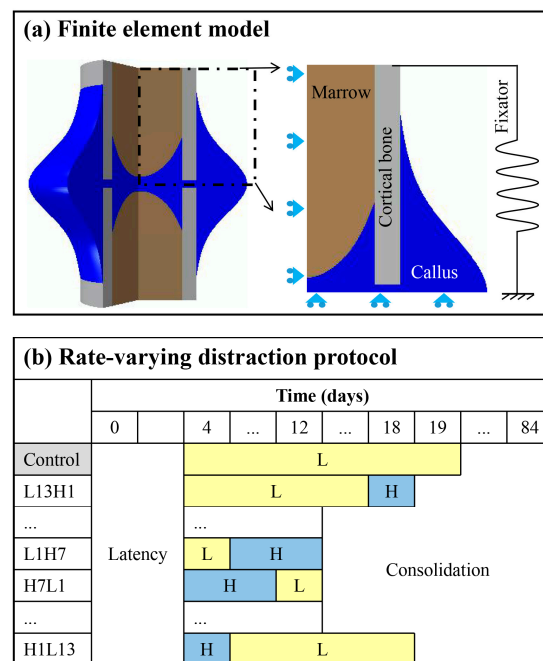 (a) Finite element model
Marrow
Cortical bone
Fixator
Callus
(b) Rate-varying distraction protocol
Time (days)
0 4 ... 12 ... 18 19 ... 84
Control L
L13H1 L H
... ...
L1H7 L H
Latency
Consolidation
H7L1 H L
... ...
H1L13 H L